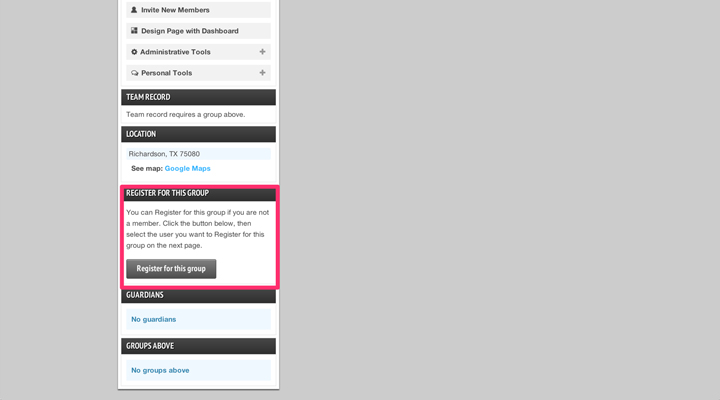 Invite New Members
Design Page with Dashboard
Administrative Tools
Personal Tools
TEAM RECORD
Team record requires a group above.
LOCATION
Richardson, TX 75080
See map: Google Maps
REGISTER FOR THIS GROUP
You can Register for this group if you are not
a member. Click the button below, then
select the user you want to Register for this
group on the next page.
Register for this group
GUARDIANS
No guardians
GROUPS ABOVE
No groups above